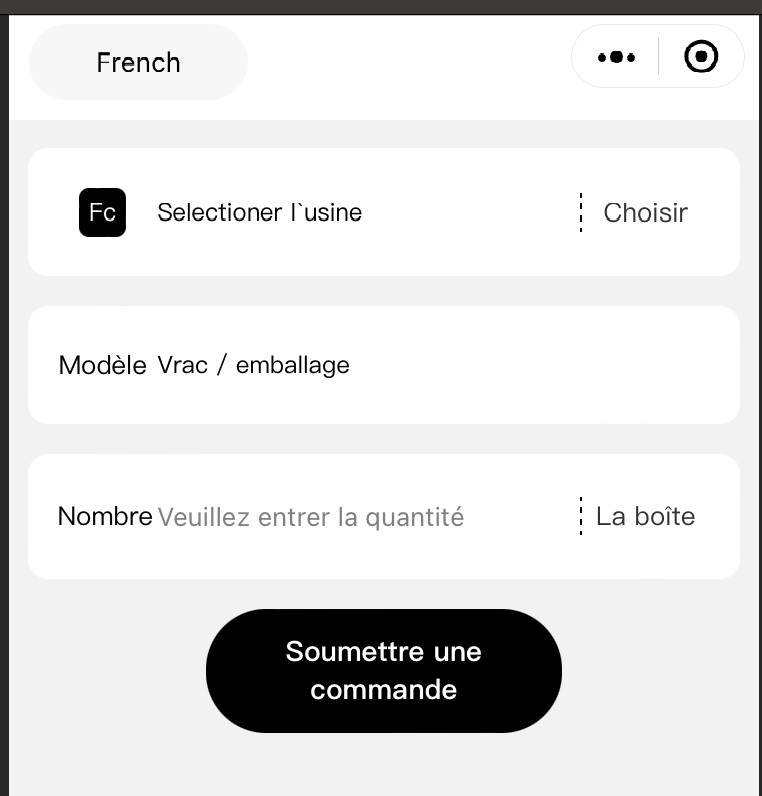 French
Fc Selectioner l`usine Choisir
Modèle Vrac / emballage
Nombre Veuillez entrer la quantité La boîte
Soumettre une
commande